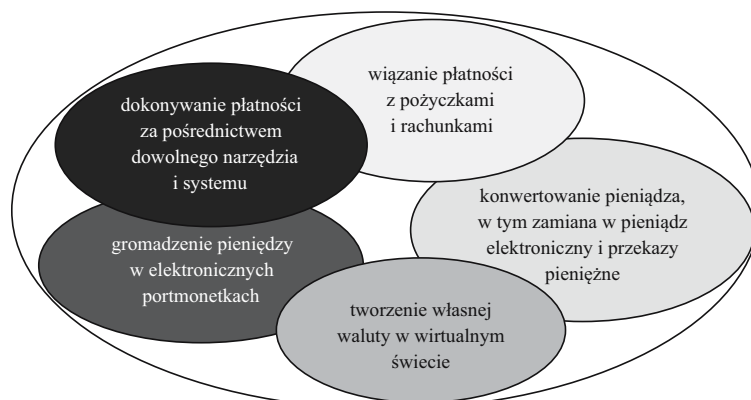 wiązanie płatności
z pożyczkami
i rachunkami
dokonywanie płatności
za pośrednictwem
dowolnego narzędzia
i systemu
konwertowanie pieniądza,
w tym zamiana w pieniądz
elektroniczny i przekazy
pieniężne
gromadzenie pieniędzy
w elektronicznych
portmonetkach
tworzenie własnej
waluty w wirtualnym
świecie